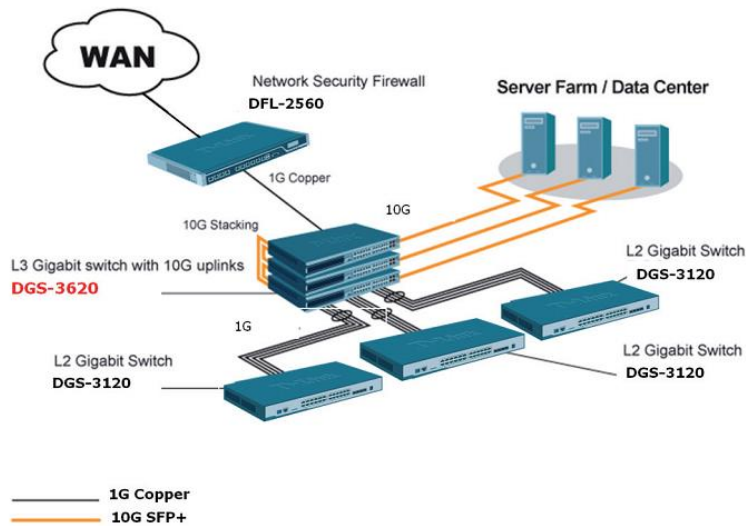 WAN
Network Security Firewall
DFL-2560
Server Farm / Data Center
1G Copper
10G
10G Stacking
L3 Gigabit switch with 10G uplinks
DGS-3620
L2 Gigabit Switch
DGS-3120
1G
L2 Gigabit Switch
DGS-3120
L2 Gigabit Switch
DGS-3120
1G Copper
10G SFP+